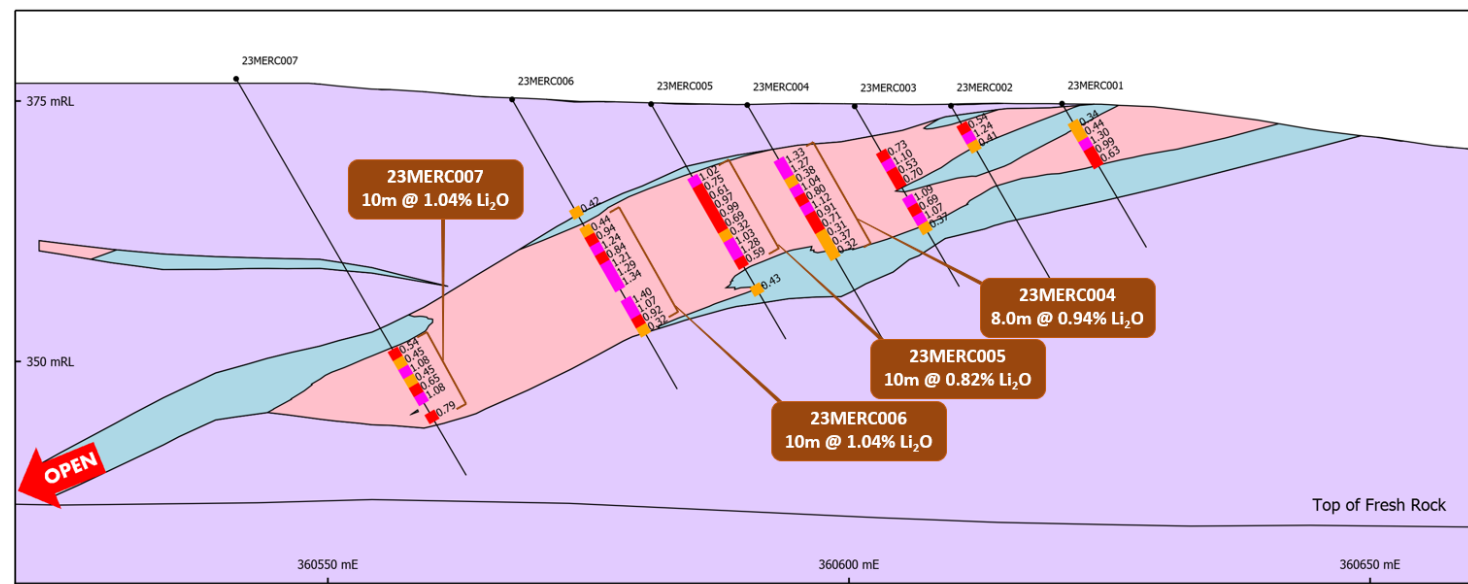 23MERC007
23MERC006
23MERC005
23MERC004
23MERC003
23MERC002
23MERC001
375 mRL
350 mRL
23MERC007
10m @ 1.04% Li₂O
23MERC004
8.0m @ 0.94% Li₂O
23MERC005
10m @ 0.82% Li₂O
23MERC006
10m @ 1.04% Li₂O
0.54
0.45
1.08
0.45
0.65
1.08
0.79
0.42
0.44
0.94
1.24
0.84
1.21
1.29
1.34
1.40
1.07
0.92
0.32
1.02
0.75
0.61
0.97
0.99
0.69
0.32
1.03
1.28
0.59
0.43
1.33
1.27
0.38
1.04
0.80
1.12
0.91
0.71
0.31
0.37
0.32
0.73
1.10
0.53
0.70
1.09
0.69
1.07
0.37
0.54
1.24
0.41
0.34
0.44
1.30
0.99
0.63
OPEN
Top of Fresh Rock
360550 mE
360600 mE
360650 mE